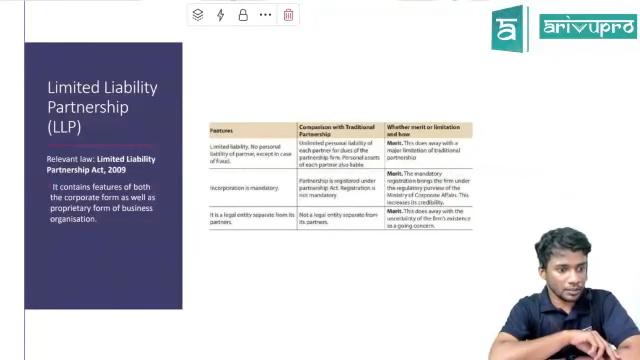 arivupro
Limited Liability
Partnership
(LLP)
Relevant law: Limited Liability
Partnership Act, 2009
It contains features of both
the corporate form as well as
proprietary form of business
organisation.
Features
Comparison with Traditional
Partnership
Whether merit or limitation
and how
Limited liability. No personal
liability of partner, except in case
of fraud.
Unlimited personal liability of
each partner for dues of the
partnership firm. Personal assets
of each partner also liable.
Merit. This does away with a
major limitation of traditional
partnership
Incorporation is mandatory.
Partnership is registered under
partnership Act. Registration is
not mandatory.
Merit. The mandatory
registration brings the firm under
the regulatory purview of the
Ministry of Corporate Affairs. This
increases its credibility.
It is a legal entity separate from its
partners.
Not a legal entity separate from
its partners.
Merit. This does away with the
uncertainty of the firm's existence
as a going concern.